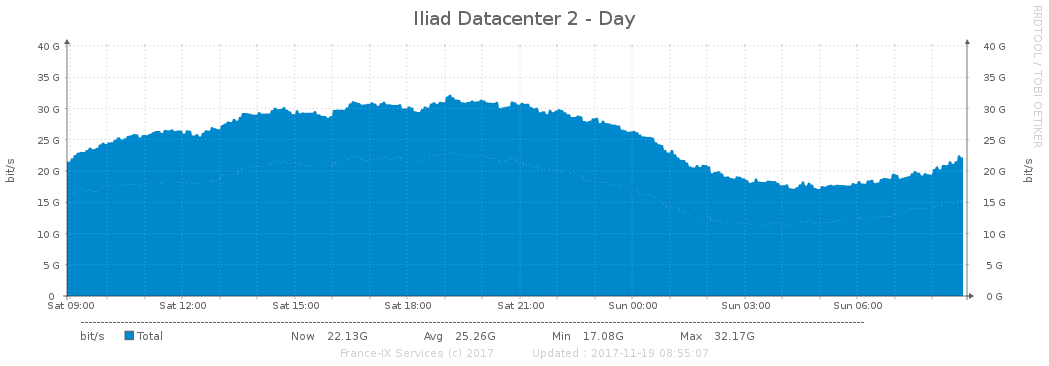 Iliad Datacenter 2 - Day
RRDTOOL / TOBI OETIKER
bit/s
bit/s
40 G 40 G
35 G 35 G
30 G 30 G
25 G 25 G
20 G 20 G
15 G 15 G
10 G 10 G
5 G 5 G
0 0 G
Sat 09:00 Sat 12:00 Sat 15:00 Sat 18:00 Sat 21:00 Sun 00:00 Sun 03:00 Sun 06:00
bit/s Total Now 22.13G Avg 25.26G Min 17.08G Max 32.17G
France-IX Services (c) 2017 Updated : 2017-11-19 08:55:07